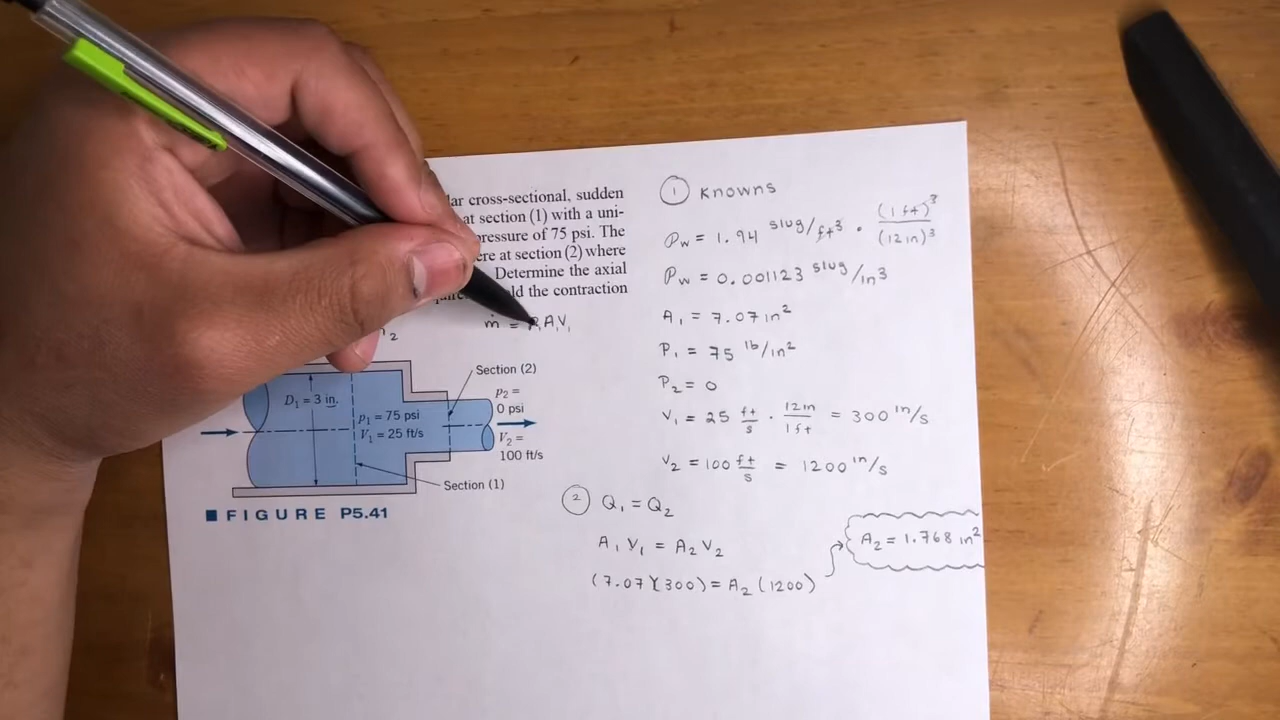 lar cross-sectional, sudden
at section (1) with a uni-
pressure of 75 psi. The
ere at section (2) where
Determine the axial
ld the contraction
ṁ = ρ₁A₁V₁
2
Section (2)
D₁ = 3 in.
p₁ = 75 psi
V₁ = 25 ft/s
p₂ =
0 psi
V₂ =
100 ft/s
Section (1)
FIGURE P5.41
① KNOWNS
ρw = 1.94 slug/ft³ · (1 ft)³/(12 in)³
ρw = 0.001123 slug/in³
A₁ = 7.07 in²
P₁ = 75 lb/in²
P₂ = 0
V₁ = 25 ft/s · 12in/1ft = 300 in/s
V₂ = 100 ft/s = 1200 in/s
② Q₁ = Q₂
A₁ V₁ = A₂ V₂
(7.07)(300) = A₂ (1200)
A₂ = 1.768 in²